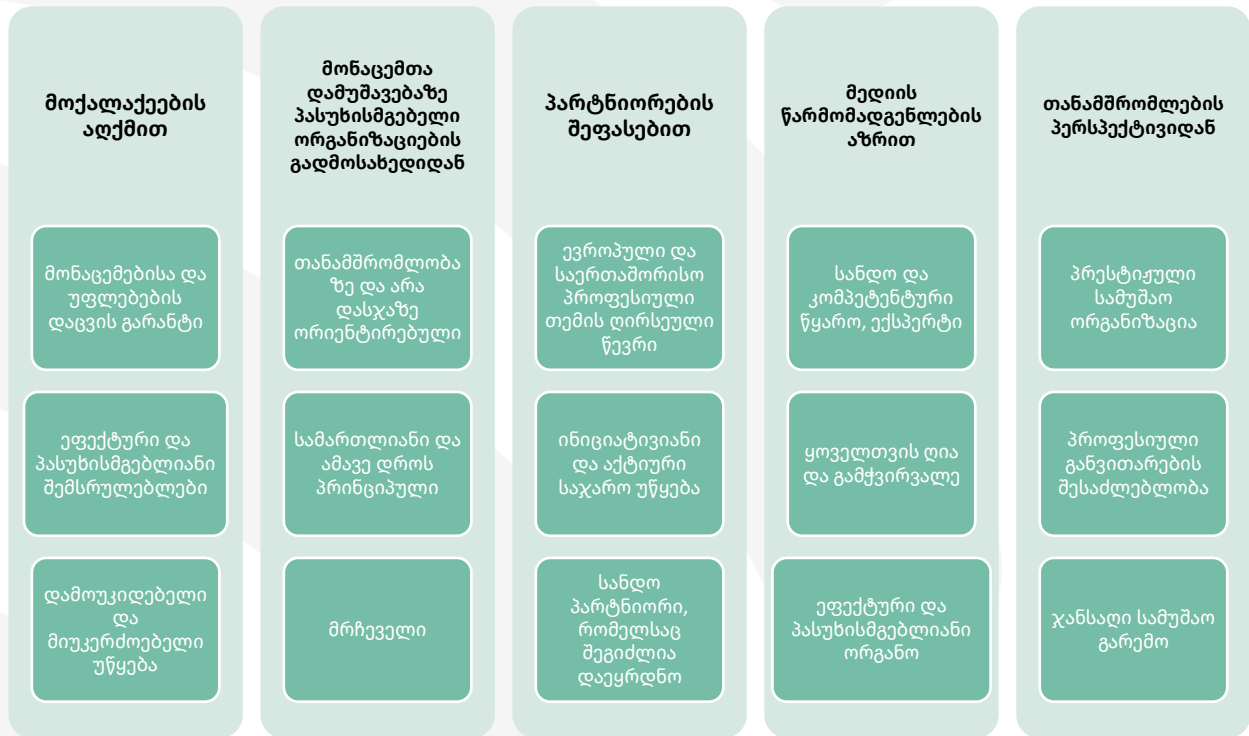 მოქალაქეების
აღქმით
მონაცემებისა და
უფლებების
დაცვის გარანტი
ეფექტური და
პასუხისმგებლიანი
შემსრულებლები
დამოუკიდებელი
და
მიუკერძოებელი
უწყება
მონაცემთა
დამუშავებაზე
პასუხისმგებელი
ორგანიზაციების
გადმოსახედიდან
თანამშრომლობა
ზე და არა
დასჯაზე
ორიენტირებული
სამართლიანი და
ამავე დროს
პრინციპული
მრჩეველი
პარტნიორების
შეფასებით
ევროპული და
საერთაშორისო
პროფესიული
თემის ღირსეული
წევრი
ინიციატივიანი
და აქტიური
საჯარო უწყება
სანდო
პარტნიორი,
რომელსაც
შეგიძლია
დაეყრდნო
მედიის
წარმომადგენლების
აზრით
სანდო და
კომპეტენტური
წყარო, ექსპერტი
ყოველთვის ღია
და გამჭვირვალე
ეფექტური და
პასუხისმგებლიანი
ორგანო
თანამშრომლების
პერსპექტივიდან
პრესტიჟული
სამუშაო
ორგანიზაცია
პროფესიული
განვითარების
შესაძლებლობა
ჯანსაღი სამუშაო
გარემო